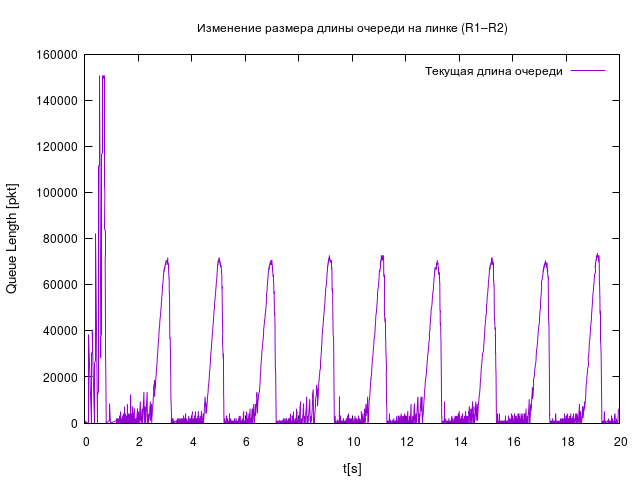 Изменение размера длины очереди на линке (R1–R2)
Текущая длина очереди
160000
140000
120000
100000
80000
60000
40000
20000
0
Queue Length [pkt]
0 2 4 6 8 10 12 14 16 18 20
t[s]